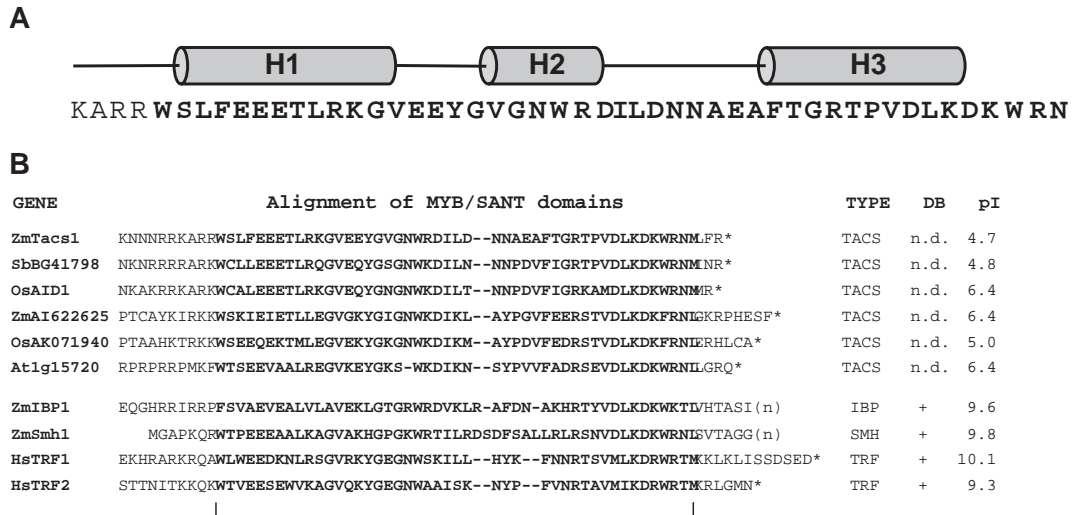 A
H1 H2 H3
KARRWSLFEEETLRKGVEEYGVGNWRDILDNNAEAFTGRTPVDLKDKWRN
B
GENE Alignment of MYB/SANT domains TYPE DB pI
ZmTacs1 KNNNRRKARRWSLFEEETLRKGVEEYGVGNWRDILD--NNAEAFTGRTPVDLKDKWRNMLFR* TACS n.d. 4.7
SbBG41798 NKNRRRRARKWCLLEEETLRQGVEQYGSGNWKDILN--NNPDVFIGRTPVDLKDKWRNMINR* TACS n.d. 4.8
OsAID1 NKAKRRKARKWCALEEETLRKGVEQYGNGNWKDILT--NNPDVFIGRKAMDLKDKWRNMMR* TACS n.d. 6.4
ZmAI622625 PTCAYKIRKKWSKIEIETLLEGVGKYGIGNWKDIKL--AYPGVFEERSTVDLKDKFRNLGKRPHESF* TACS n.d. 6.4
OsAK071940 PTAAHKTRKKWSEEQEKTMLEGVEKYGKGNWKDIKM--AYPDVFEDRSTVDLKDKFRNLERHLCA* TACS n.d. 5.0
At1g15720 RPRPRRPMKFWTSEEVAALREGVKEYGKS-WKDIKN--SYPVVFADRSEVDLKDKWRNLLGRQ* TACS n.d. 6.4
ZmIBP1 EQGHRRIRRPFSVAEVEALVLAVEKLGTGRWRDVKLR-AFDN-AKHRTYVDLKDKWKTLVHTASI(n) IBP + 9.6
ZmSmh1 MGAPKQRWTPEEEAALKAGVAKHGPGKWRTILRDSDFSALLRLRSNVDLKDKWRNLSVTAGG(n) SMH + 9.8
HsTRF1 EKHRARKRQAWLWEEDKNLRSGVRKYGEGNWSKILL--HYK--FNNRTSVMLKDRWRTMKKLKLISSDSED* TRF + 10.1
HsTRF2 STTNITKKQKWTVEESEWVKAGVQKYGEGNWAAISK--NYP--FVNRTAVMIKDRWRTMKRLGMN* TRF + 9.3